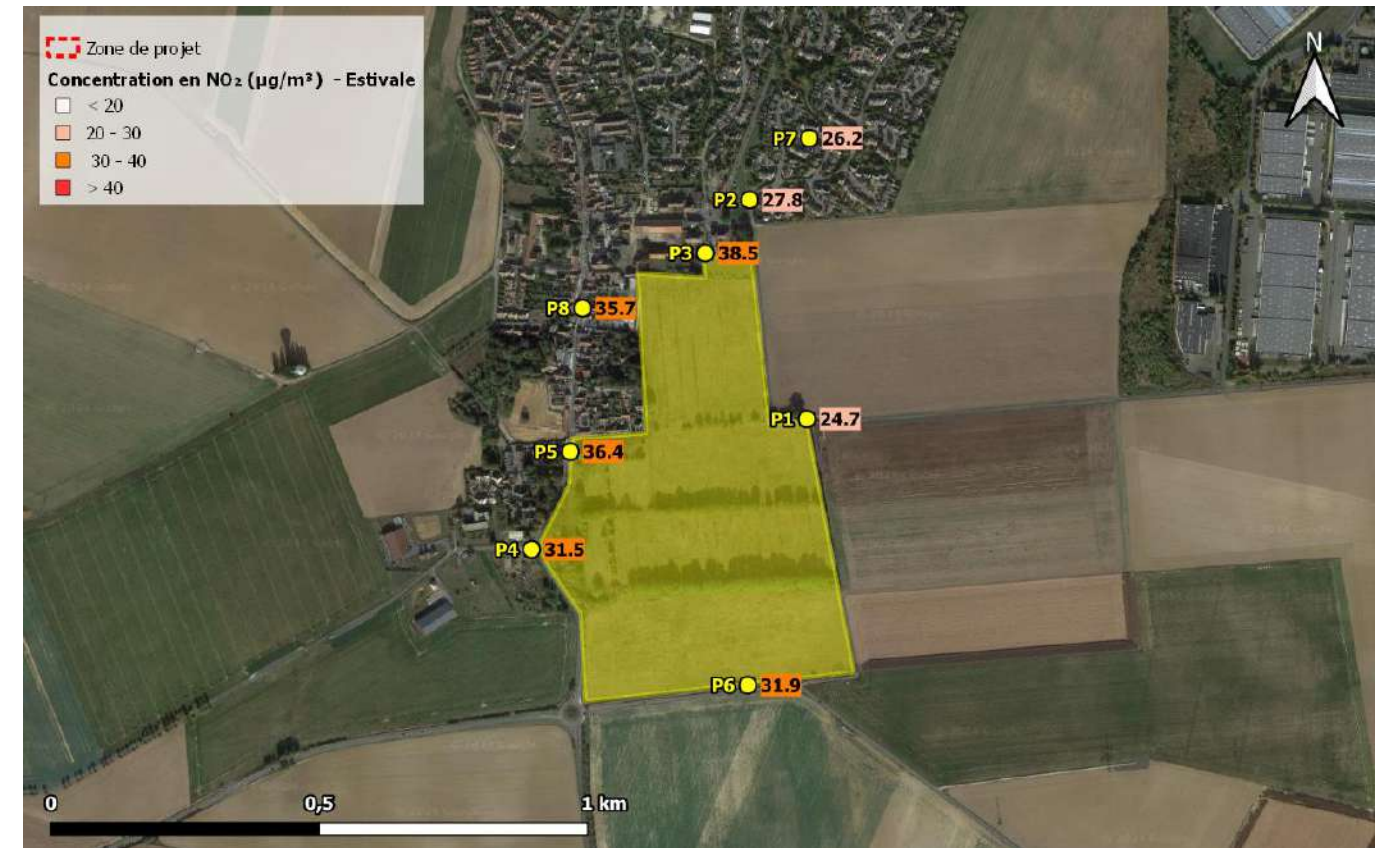 Zone de projet
Concentration en NO₂ (µg/m³) - Estivale
< 20
20 - 30
30 - 40
> 40
N
P7 26.2
P2 27.8
P3 38.5
P8 35.7
P1 24.7
P5 36.4
P4 31.5
P6 31.9
0 0,5 1 km